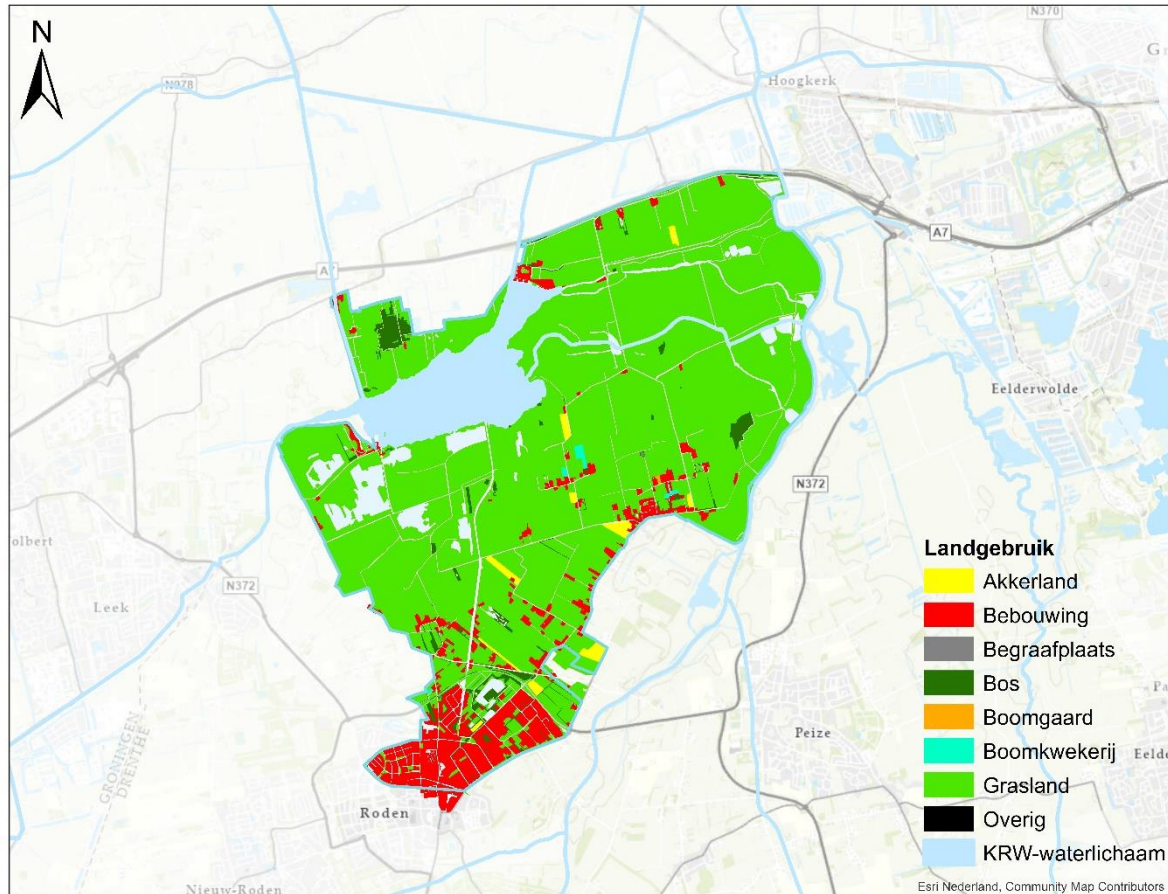 N
N978
Hoogkerk
A7
A7
Eelderwolde
N372
olbert
N372
Leek
GRONINGEN
DRENTHE
Peize
Roden
Nieuw-Roden
Landgebruik
Akkerland
Bebouwing
Begraafplaats
Bos
Boomgaard
Boomkwekerij
Grasland
Overig
KRW-waterlichaam
Esri Nederland, Community Map Contributors